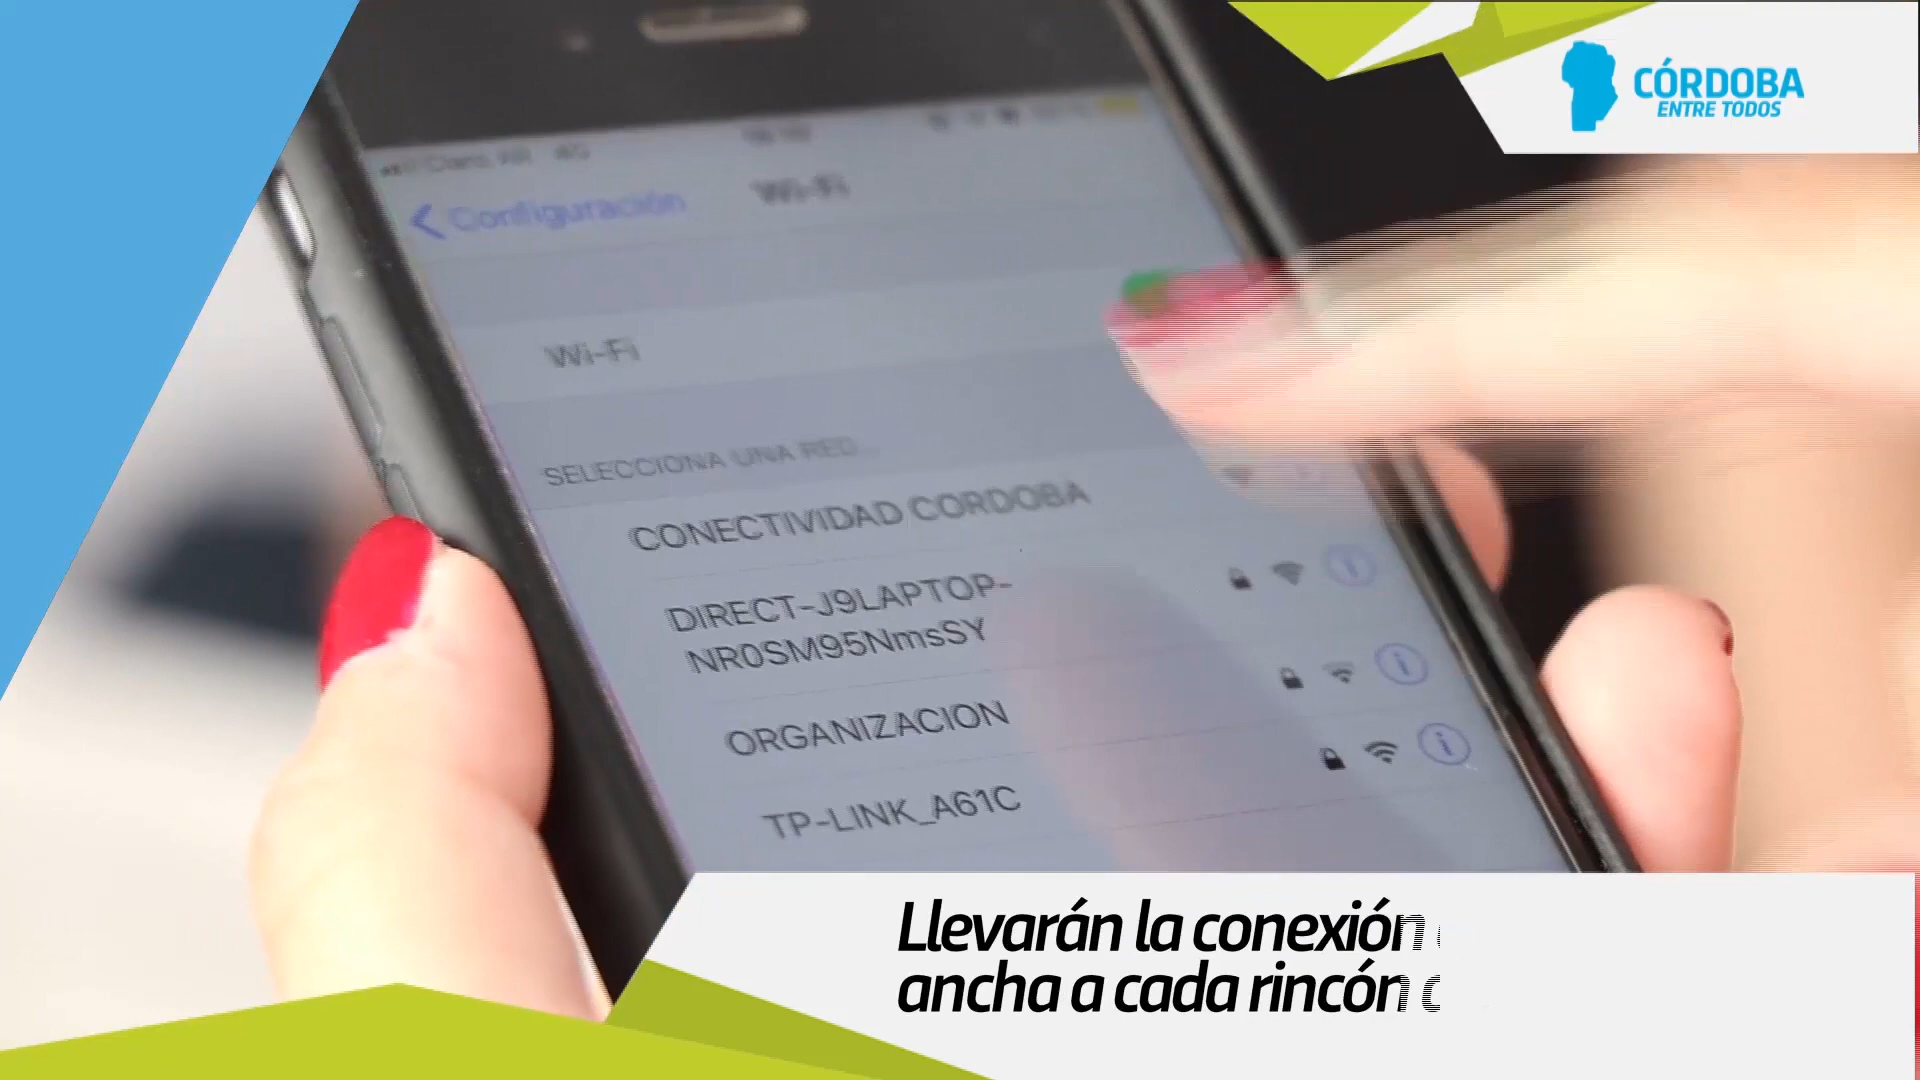 CÓRDOBA
ENTRE TODOS
Configuración
Wi-Fi
Wi-Fi
SELECCIONA UNA RED...
CONECTIVIDAD CORDOBA
DIRECT-J9LAPTOP-
NR0SM95NmsSY
ORGANIZACION
TP-LINK_A61C
Llevarán la conexión
ancha a cada rincón